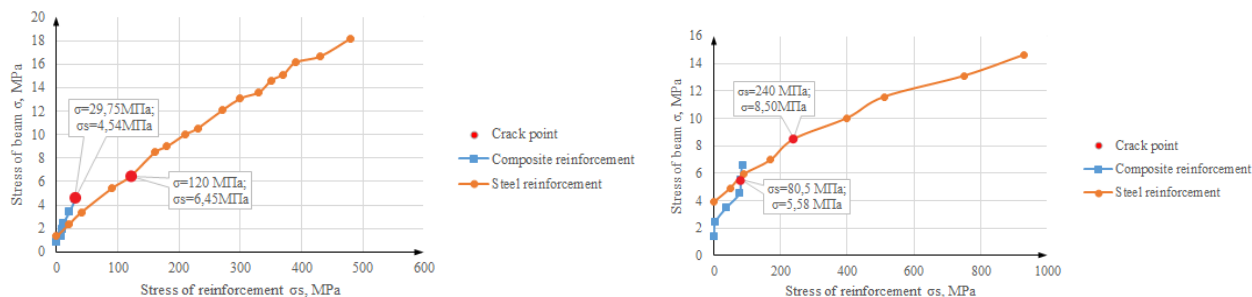 20
18
16
14
12
10
8
6
4
2
0
Stress of beam σ, MPa
σ=29,75МПа;
σs=4,54МПа
σ=120 МПа;
σs=6,45МПа
0 100 200 300 400 500 600
Stress of reinforcement σs, MPa
Crack point
Composite reinforcement
Steel reinforcement
16
14
12
10
8
6
4
2
0
Stress of beam σ, MPa
σs=240 МПа;
σ=8,50МПа
σs=80,5 МПа;
σ=5,58 МПа
0 200 400 600 800 1000
Stress of reinforcement σs, MPa
Crack point
Composite reinforcement
Steel reinforcement